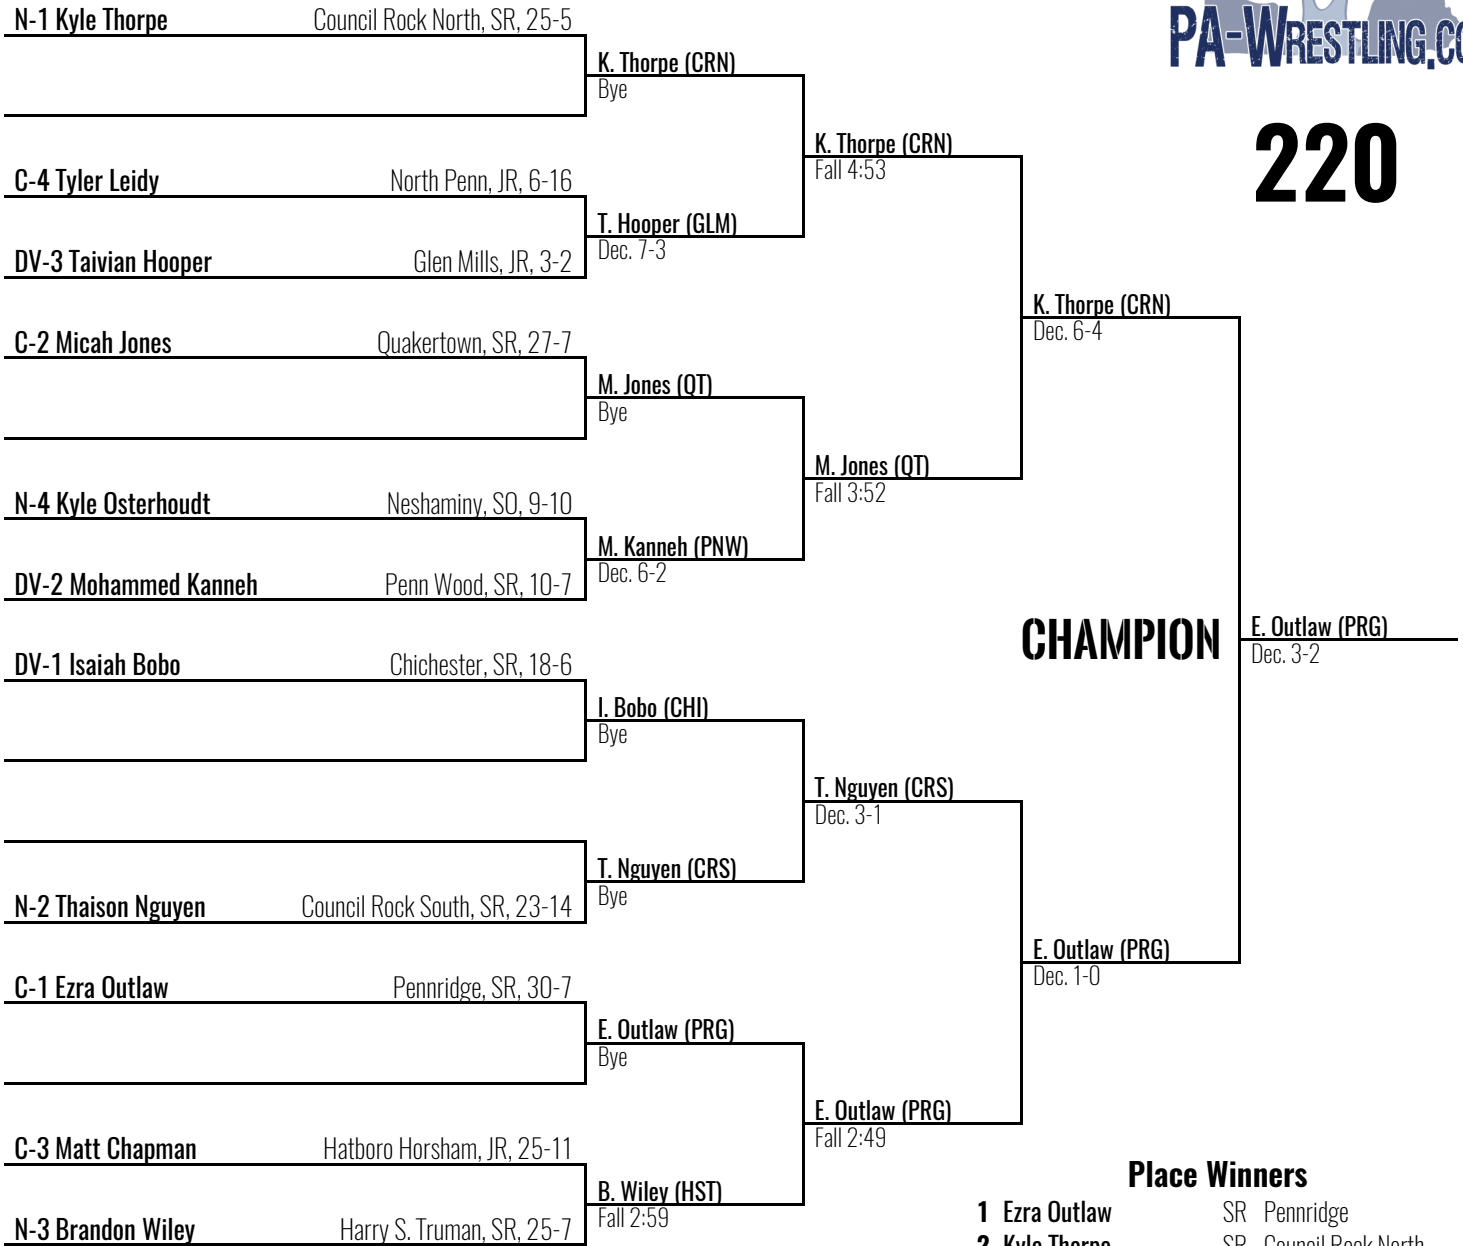 N-1 Kyle Thorpe Council Rock North, SR, 25-5
PA-WRESTLING.CO
K. Thorpe (CRN)
Bye
220
K. Thorpe (CRN)
Fall 4:53
C-4 Tyler Leidy North Penn, JR, 6-16
T. Hooper (GLM)
Dec. 7-3
DV-3 Taivian Hooper Glen Mills, JR, 3-2
K. Thorpe (CRN)
Dec. 6-4
C-2 Micah Jones Quakertown, SR, 27-7
M. Jones (QT)
Bye
M. Jones (QT)
Fall 3:52
N-4 Kyle Osterhoudt Neshaminy, SO, 9-10
M. Kanneh (PNW)
Dec. 6-2
DV-2 Mohammed Kanneh Penn Wood, SR, 10-7
CHAMPION
E. Outlaw (PRG)
Dec. 3-2
DV-1 Isaiah Bobo Chichester, SR, 18-6
I. Bobo (CHI)
Bye
T. Nguyen (CRS)
Dec. 3-1
T. Nguyen (CRS)
Bye
N-2 Thaison Nguyen Council Rock South, SR, 23-14
E. Outlaw (PRG)
Dec. 1-0
C-1 Ezra Outlaw Pennridge, SR, 30-7
E. Outlaw (PRG)
Bye
E. Outlaw (PRG)
Fall 2:49
C-3 Matt Chapman Hatboro Horsham, JR, 25-11
B. Wiley (HST)
Fall 2:59
N-3 Brandon Wiley Harry S. Truman, SR, 25-7
Place Winners
1 Ezra Outlaw SR Pennridge
2 Kyle Thorpe SR Council Rock North